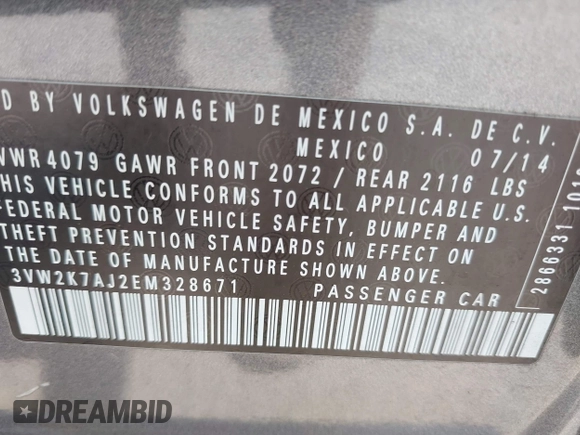 D BY VOLKSWAGEN DE MEXICO S.A. DE C.V.
MEXICO 07/14
VWR4079 GAWR FRONT 2072 / REAR 2116 LBS
THIS VEHICLE CONFORMS TO ALL APPLICABLE U.S.
FEDERAL MOTOR VEHICLE SAFETY, BUMPER AND
THEFT PREVENTION STANDARDS IN EFFECT ON
THE DATE OF MANUFACTURE SHOWN ABOVE.
3VW2K7AJ2EM328671 PASSENGER CAR
2866331
DREAMBID